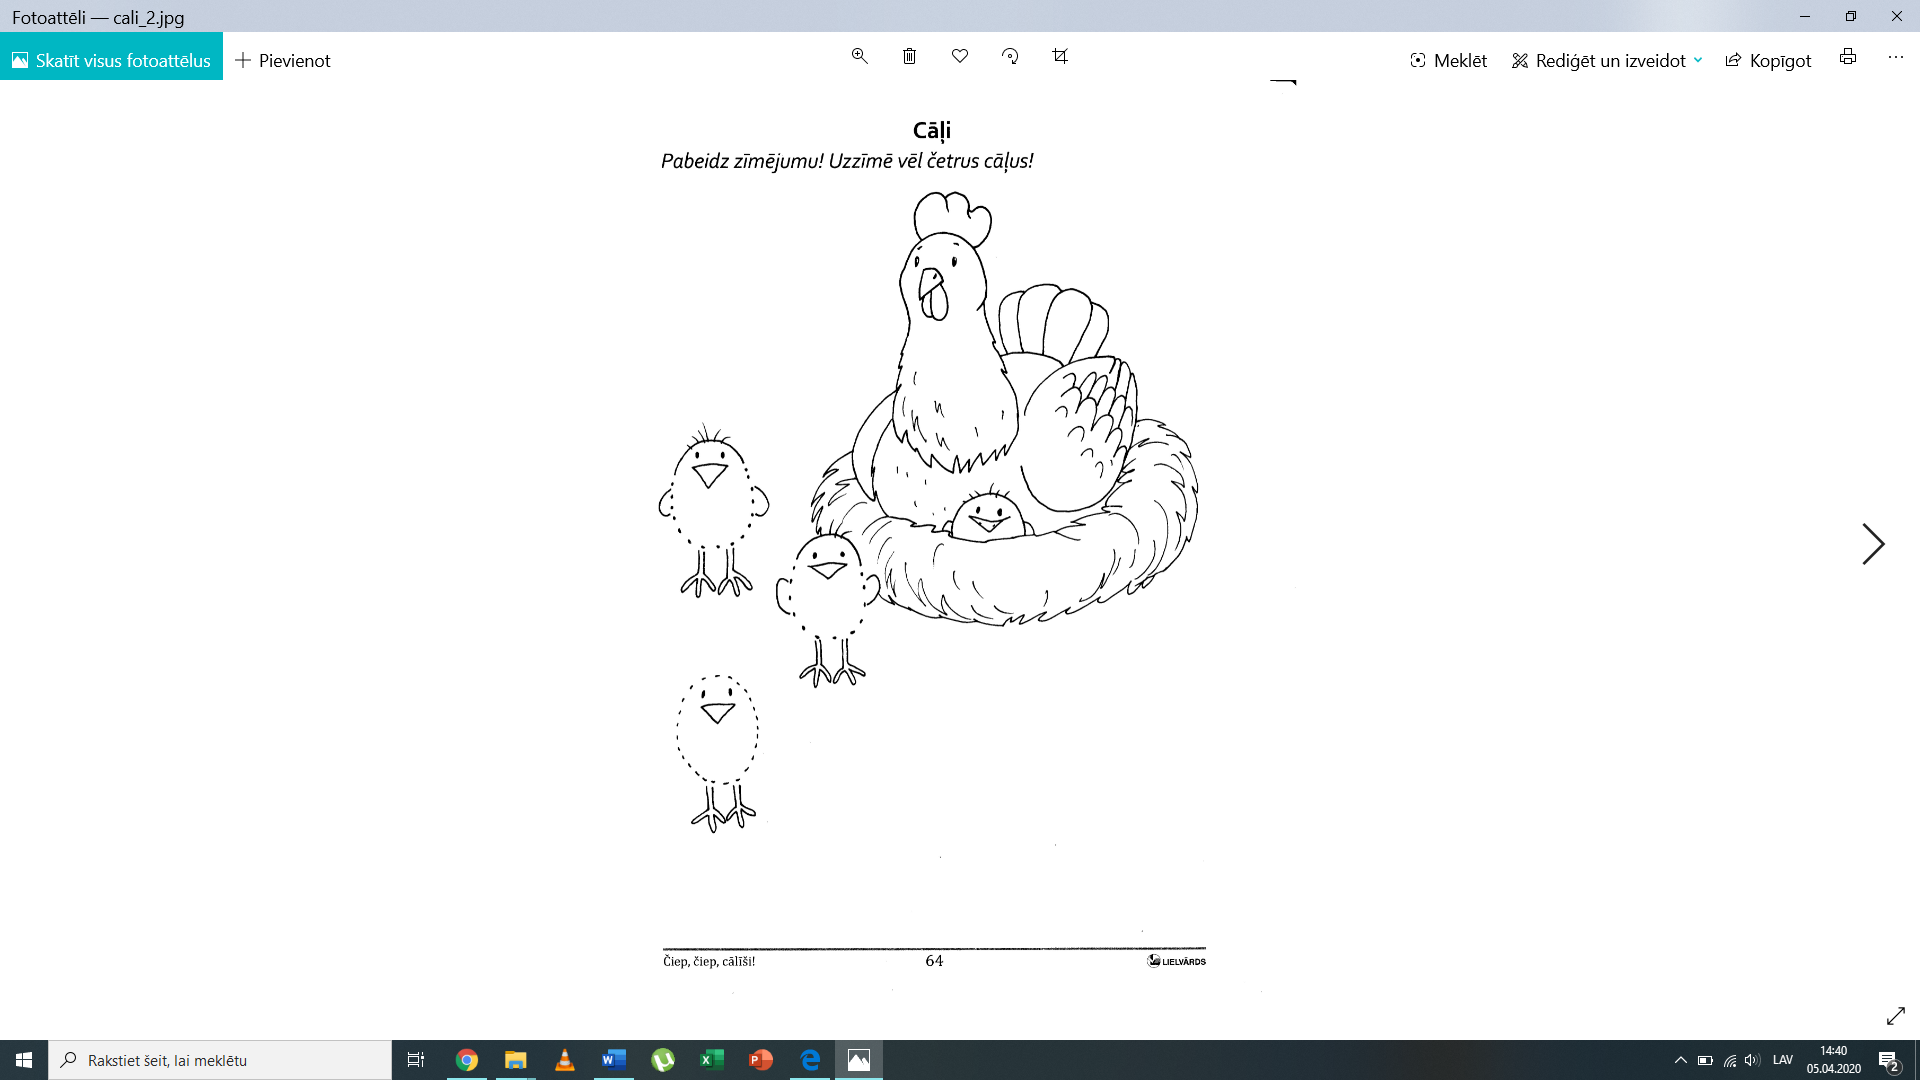 Fotoattēli — cali_2.jpg
Skatīt visus fotoattēlus
Pievienot
Meklēt
Rediģēt un izveidot
Kopīgot
Cāļi
Pabeidz zīmējumu! Uzzīmē vēl četrus cāļus!
Čiep, čiep, cālīši!
64
LIELVĀRDS
Rakstiet šeit, lai meklētu
LAV
14:40
05.04.2020
2